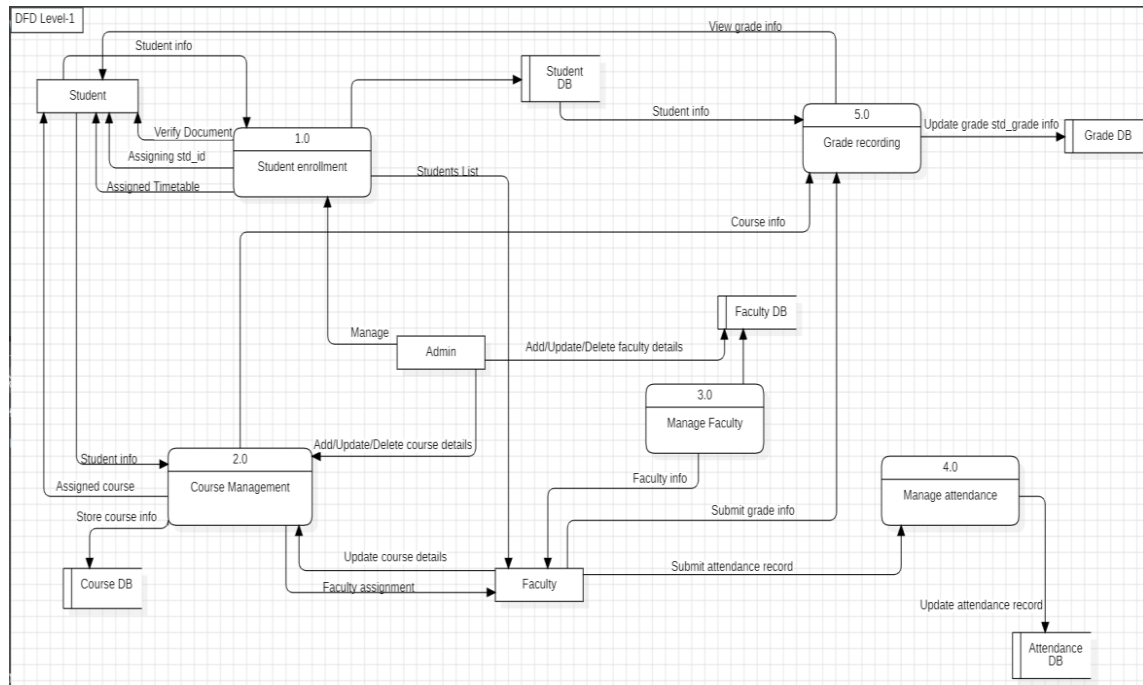 DFD Level-1
View grade info
Student info
Student
DB
Student
Student info
5.0
Grade recording
Update grade std_grade info
Grade DB
Verify Document
1.0
Student enrollment
Assigning std_id
Assigned Timetable
Students List
Course info
Faculty DB
Manage
Admin
Add/Update/Delete faculty details
3.0
Manage Faculty
Add/Update/Delete course details
Student info
2.0
Course Management
4.0
Manage attendance
Assigned course
Faculty info
Store course info
Submit grade info
Update course details
Submit attendance record
Course DB
Faculty assignment
Faculty
Update attendance record
Attendance
DB